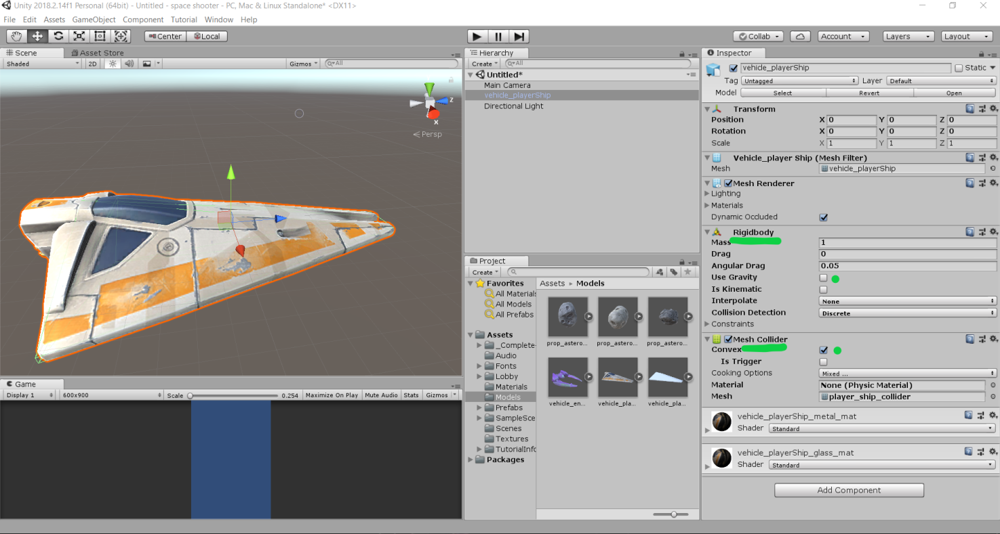 Unity 2018.2.14f1 Personal (64bit) - Untitled - space shooter - PC, Mac & Linux Standalone* <DX11>
File Edit Assets GameObject Component Tutorial Window Help
Center Local Collab Account Layers Layout
Scene Asset Store
Shaded 2D Gizmos All
Z
X
Persp
Hierarchy
Create All
Untitled*
Main Camera
vehicle_playerShip
Directional Light
Project
Create
Favorites
All Materials
All Models
All Prefabs
Assets
_Complete-
Audio
Fonts
Lobby
Materials
Models
Prefabs
SampleSce
Scenes
Textures
TutorialInfo
Packages
Assets Models
prop_astero... prop_astero... prop_astero...
vehicle_en... vehicle_pla... vehicle_pla...
Game
Display 1 600x900 Scale 0.254 Maximize On Play Mute Audio Stats Gizmos
Inspector
vehicle_playerShip Static
Tag Untagged Layer Default
Model Select Revert Open
Transform
Position X 0 Y 0 Z 0
Rotation X 0 Y 0 Z 0
Scale X 1 Y 1 Z 1
Vehicle_player Ship (Mesh Filter)
Mesh vehicle_playerShip
Mesh Renderer
Lighting
Materials
Dynamic Occluded
Rigidbody
Mass 1
Drag 0
Angular Drag 0.05
Use Gravity
Is Kinematic
Interpolate None
Collision Detection Discrete
Constraints
Mesh Collider
Convex
Is Trigger
Cooking Options Mixed ...
Material None (Physic Material)
Mesh player_ship_collider
vehicle_playerShip_metal_mat
Shader Standard
vehicle_playerShip_glass_mat
Shader Standard
Add Component